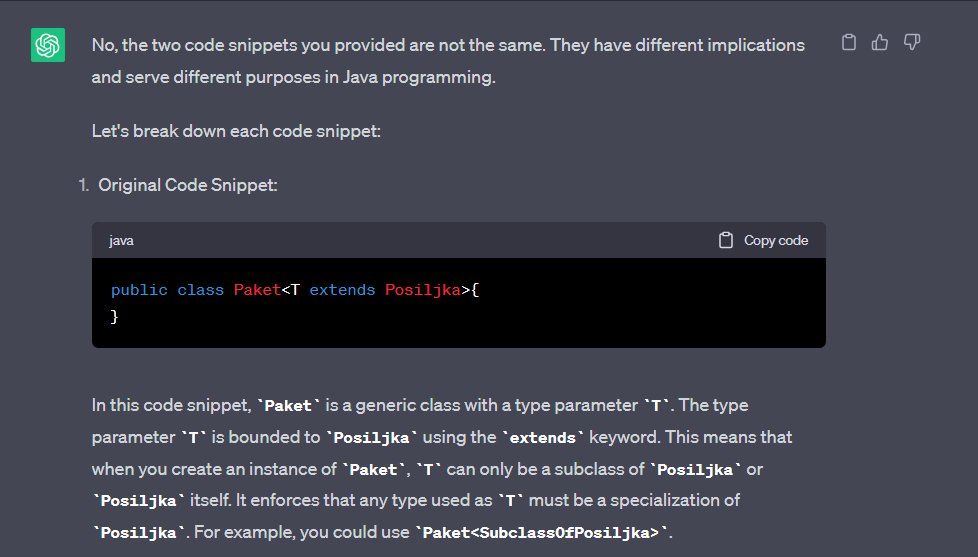 No, the two code snippets you provided are not the same. They have different implications
and serve different purposes in Java programming.
Let's break down each code snippet:
1. Original Code Snippet:
java
Copy code
public class Paket<T extends Posiljka>{
}
In this code snippet, `Paket` is a generic class with a type parameter `T`. The type
parameter `T` is bounded to `Posiljka` using the `extends` keyword. This means that
when you create an instance of `Paket`, `T` can only be a subclass of `Posiljka` or
`Posiljka` itself. It enforces that any type used as `T` must be a specialization of
`Posiljka`. For example, you could use `Paket<SubclassOfPosiljka>`.